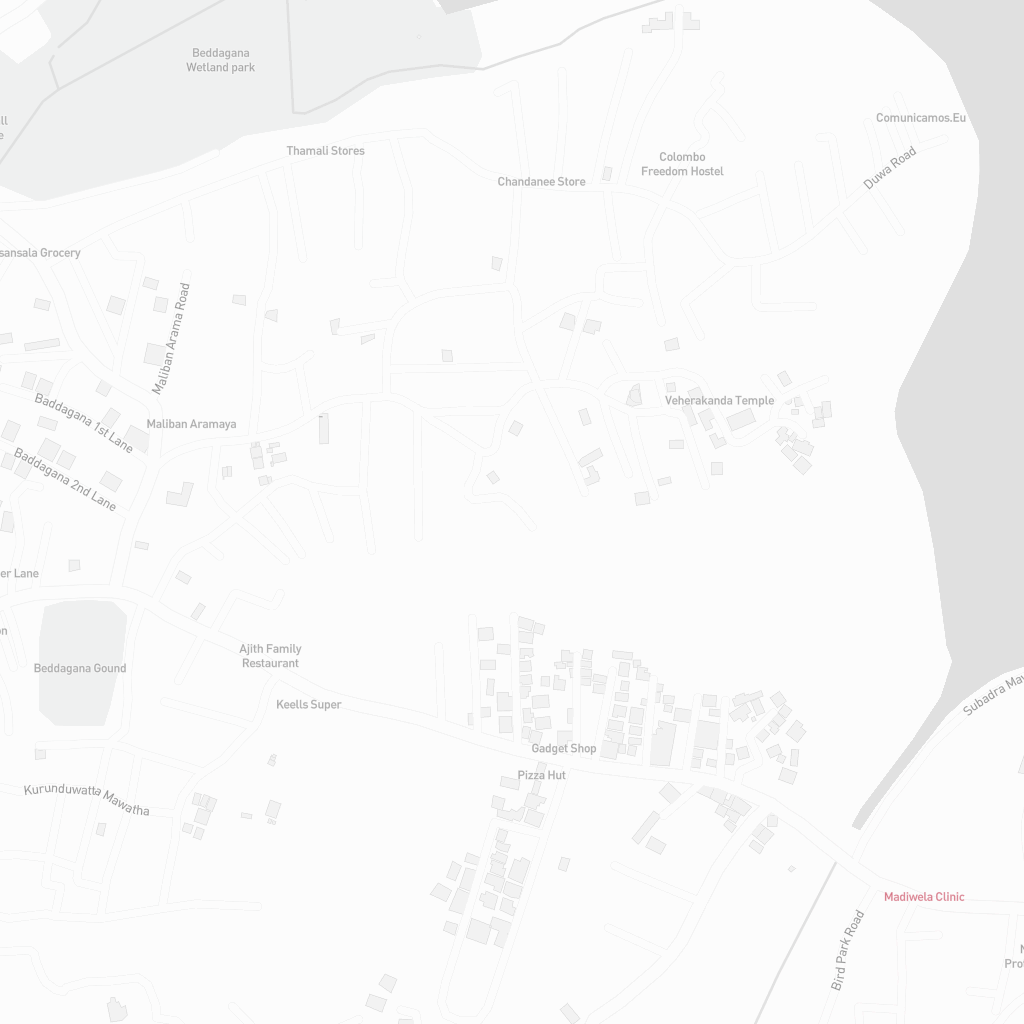 Beddagana
Wetland park
Comunicamos.Eu
Thamali Stores
Colombo
Freedom Hostel
Duwa Road
Chandanee Store
sansala Grocery
Maliban Arama Road
Baddagana 1st Lane
Maliban Aramaya
Veherakanda Temple
Baddagana 2nd Lane
er Lane
Ajith Family
Restaurant
Beddagana Gound
Keells Super
Subadra Maw
Gadget Shop
Pizza Hut
Kurunduwatta Mawatha
Madiwela Clinic
Bird Park Road